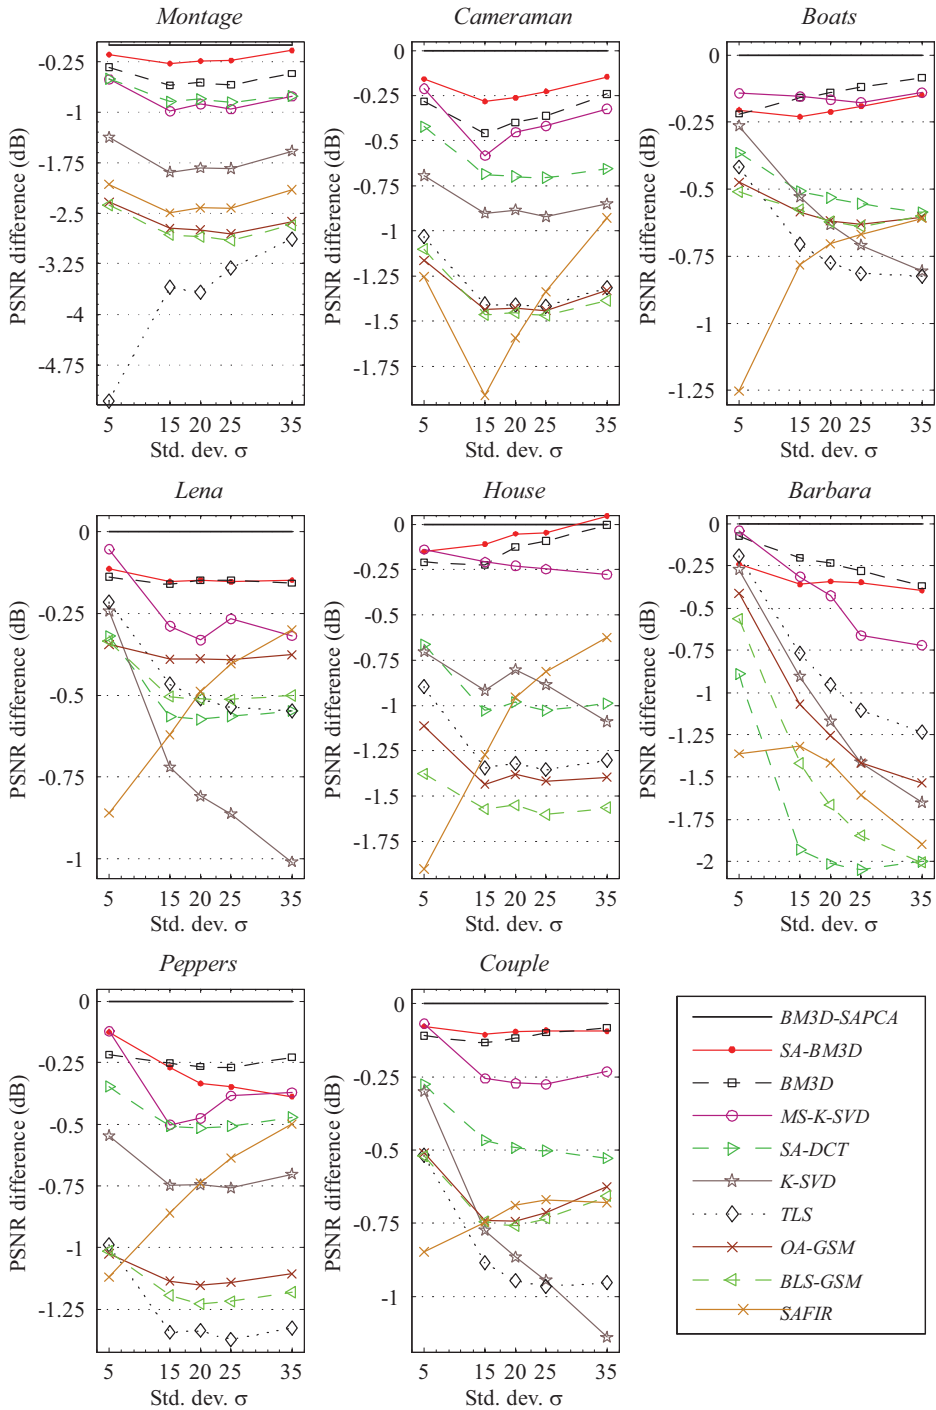 Montage
PSNR difference (dB)
-0.25
-1
-1.75
-2.5
-3.25
-4
-4.75
5 15 20 25 35
Std. dev. σ
Cameraman
PSNR difference (dB)
0
-0.25
-0.5
-0.75
-1
-1.25
-1.5
-1.75
5 15 20 25 35
Std. dev. σ
Boats
PSNR difference (dB)
0
-0.25
-0.5
-0.75
-1
-1.25
5 15 20 25 35
Std. dev. σ
Lena
PSNR difference (dB)
0
-0.25
-0.5
-0.75
-1
5 15 20 25 35
Std. dev. σ
House
PSNR difference (dB)
0
-0.25
-0.5
-0.75
-1
-1.25
-1.5
-1.75
5 15 20 25 35
Std. dev. σ
Barbara
PSNR difference (dB)
0
-0.25
-0.5
-0.75
-1
-1.25
-1.5
-1.75
-2
5 15 20 25 35
Std. dev. σ
Peppers
PSNR difference (dB)
0
-0.25
-0.5
-0.75
-1
-1.25
5 15 20 25 35
Std. dev. σ
Couple
PSNR difference (dB)
0
-0.25
-0.5
-0.75
-1
5 15 20 25 35
Std. dev. σ
BM3D-SAPCA
SA-BM3D
BM3D
MS-K-SVD
SA-DCT
K-SVD
TLS
OA-GSM
BLS-GSM
SAFIR